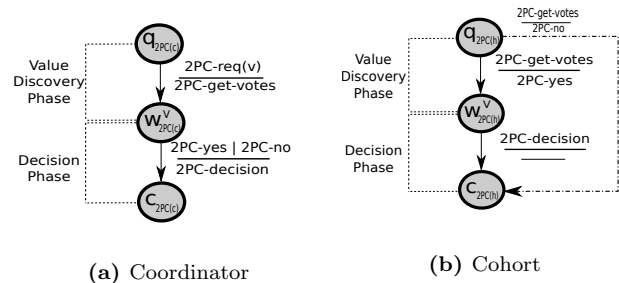 q2PC(c)
Value
Discovery
Phase
2PC-req(v)
2PC-get-votes
wV2PC(c)
2PC-yes | 2PC-no
2PC-decision
Decision
Phase
c2PC(c)
(a) Coordinator
2PC-get-votes
2PC-no
q2PC(h)
Value
Discovery
Phase
2PC-get-votes
2PC-yes
wV2PC(h)
2PC-decision
Decision
Phase
c2PC(h)
(b) Cohort